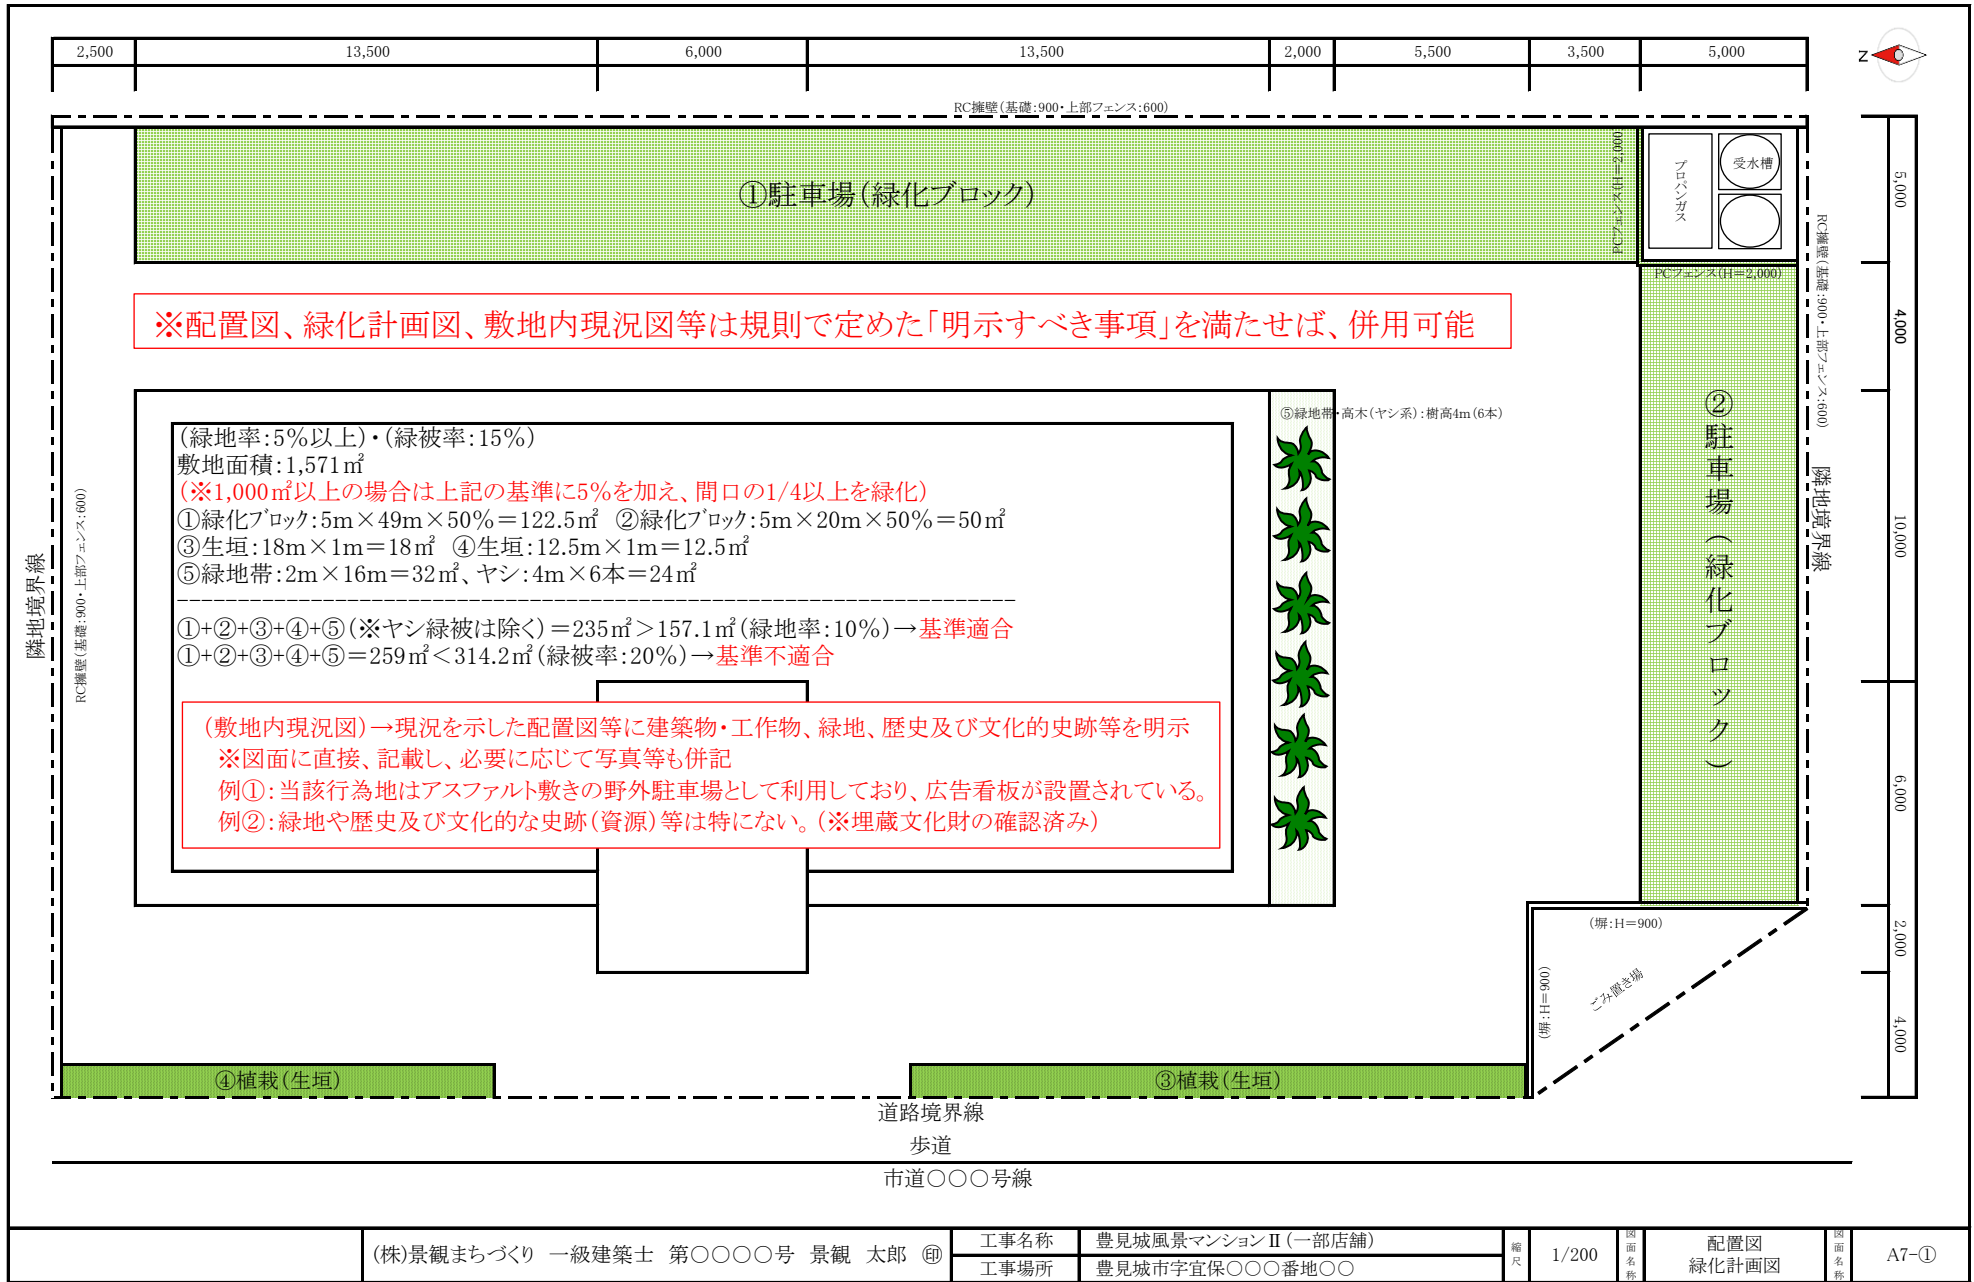 2,500 13,500 6,000 13,500 2,000 5,500 3,500 5,000
Z
RC擁壁(基礎:900・上部フェンス:600)
①駐車場(緑化ブロック)
PCフェンス(H=2,000)
プロパンガス
受水槽
PCフェンス(H=2,000)
5,000
4,000
10,000
6,000
2,000
4,000
RC擁壁(基礎:900・上部フェンス:600)
隣地境界線
②駐車場(緑化ブロック)
※配置図、緑化計画図、敷地内現況図等は規則で定めた「明示すべき事項」を満たせば、併用可能
⑤緑地帯・高木(ヤシ系):樹高4m(6本)
(緑地率:5%以上)・(緑被率:15%)
敷地面積:1,571㎡
(※1,000㎡以上の場合は上記の基準に5%を加え、間口の1/4以上を緑化)
①緑化ブロック:5m×49m×50%=122.5㎡ ②緑化ブロック:5m×20m×50%=50㎡
③生垣:18m×1m=18㎡ ④生垣:12.5m×1m=12.5㎡
⑤緑地帯:2m×16m=32㎡、ヤシ:4m×6本=24㎡
①+②+③+④+⑤(※ヤシ緑被は除く)=235㎡>157.1㎡(緑地率:10%)→基準適合
①+②+③+④+⑤=259㎡<314.2㎡(緑被率:20%)→基準不適合
(敷地内現況図)→現況を示した配置図等に建築物・工作物、緑地、歴史及び文化的史跡等を明示
※図面に直接、記載し、必要に応じて写真等も併記
例①:当該行為地はアスファルト敷きの野外駐車場として利用しており、広告看板が設置されている。
例②:緑地や歴史及び文化的な史跡(資源)等は特にない。(※埋蔵文化財の確認済み)
隣地境界線
RC擁壁(基礎:900・上部フェンス:600)
(塀:H=900)
(塀:H=900)
ごみ置き場
④植栽(生垣)
③植栽(生垣)
道路境界線
歩道
市道○○○号線
(株)景観まちづくり 一級建築士 第○○○○号 景観 太郎 ㊞
工事名称 豊見城風景マンションⅡ(一部店舗)
工事場所 豊見城市字宜保○○○番地○○
縮尺 1/200
図面名称 配置図
緑化計画図
図面名称 A7-①